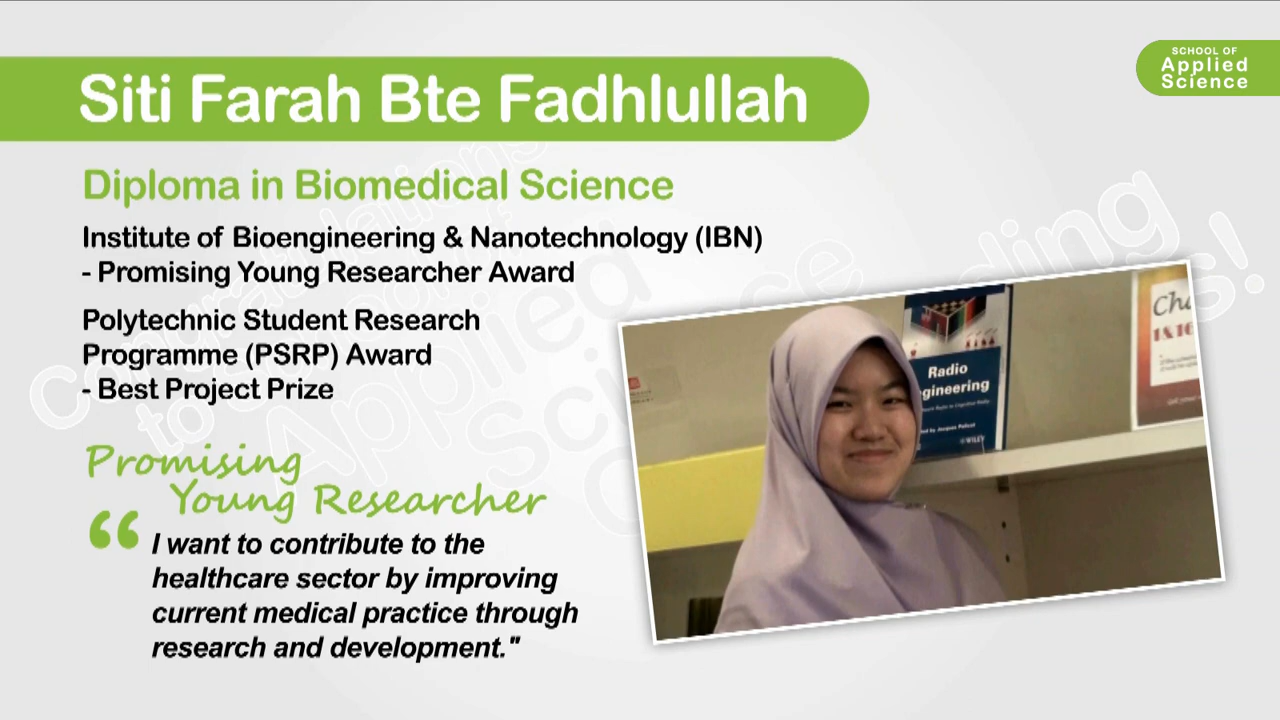 SCHOOL OF
Applied
Science
Siti Farah Bte Fadhlullah
Diploma in Biomedical Science
Institute of Bioengineering & Nanotechnology (IBN)
- Promising Young Researcher Award
Polytechnic Student Research
Programme (PSRP) Award
- Best Project Prize
Promising
Young Researcher
“ I want to contribute to the
healthcare sector by improving
current medical practice through
research and development."
Radio
gineering
WILEY